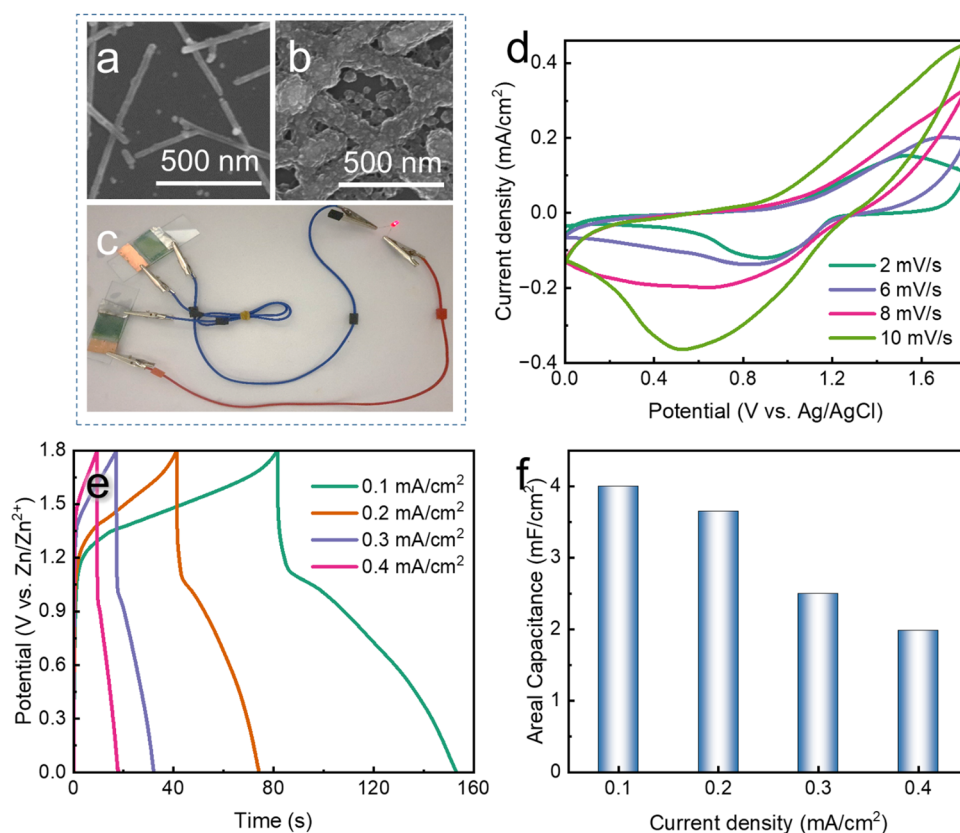 a
500 nm
b
500 nm
c
d
Current density (mA/cm²)
0.4
0.2
0.0
−0.2
−0.4
2 mV/s
6 mV/s
8 mV/s
10 mV/s
0.0
0.4
0.8
1.2
1.6
Potential (V vs. Ag/AgCl)
e
Potential (V vs. Zn/Zn²⁺)
1.8
1.5
1.2
0.9
0.6
0.3
0.0
0.1 mA/cm²
0.2 mA/cm²
0.3 mA/cm²
0.4 mA/cm²
0
40
80
120
160
Time (s)
f
Areal Capacitance (mF/cm²)
4
3
2
1
0
0.1
0.2
0.3
0.4
Current density (mA/cm²)